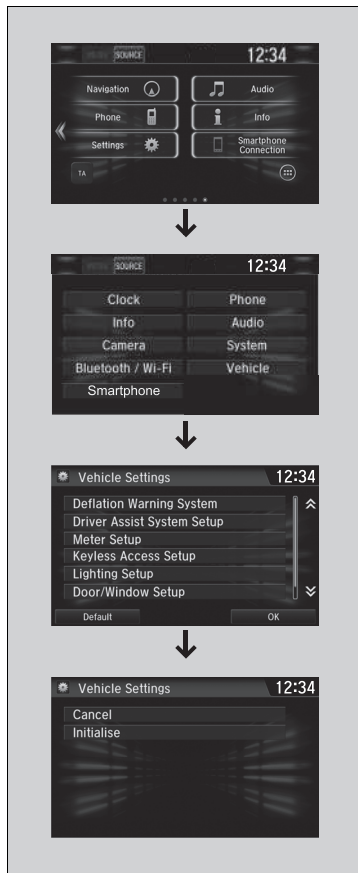 SOURCE 12:34
Navigation Audio
Phone Info
Settings Smartphone
Connection
TA
SOURCE 12:34
Clock Phone
Info Audio
Camera System
Bluetooth / Wi-Fi Vehicle
Smartphone
Vehicle Settings 12:34
Deflation Warning System
Driver Assist System Setup
Meter Setup
Keyless Access Setup
Lighting Setup
Door/Window Setup
Default OK
Vehicle Settings 12:34
Cancel
Initialise